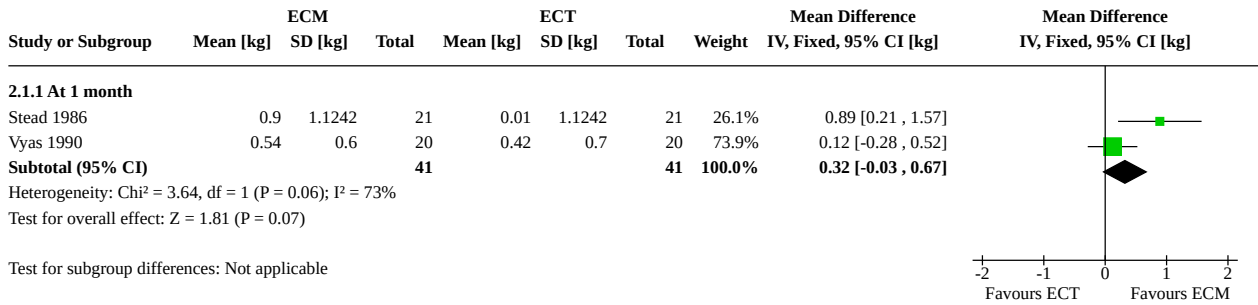 ECM ECT Mean Difference Mean Difference
Study or Subgroup Mean [kg] SD [kg] Total Mean [kg] SD [kg] Total Weight IV, Fixed, 95% CI [kg] IV, Fixed, 95% CI [kg]
2.1.1 At 1 month
Stead 1986 0.9 1.1242 21 0.01 1.1242 21 26.1% 0.89 [0.21 , 1.57]
Vyas 1990 0.54 0.6 20 0.42 0.7 20 73.9% 0.12 [-0.28 , 0.52]
Subtotal (95% CI) 41 41 100.0% 0.32 [-0.03 , 0.67]
Heterogeneity: Chi² = 3.64, df = 1 (P = 0.06); I² = 73%
Test for overall effect: Z = 1.81 (P = 0.07)
Test for subgroup differences: Not applicable
-2 -1 0 1 2
Favours ECT Favours ECM